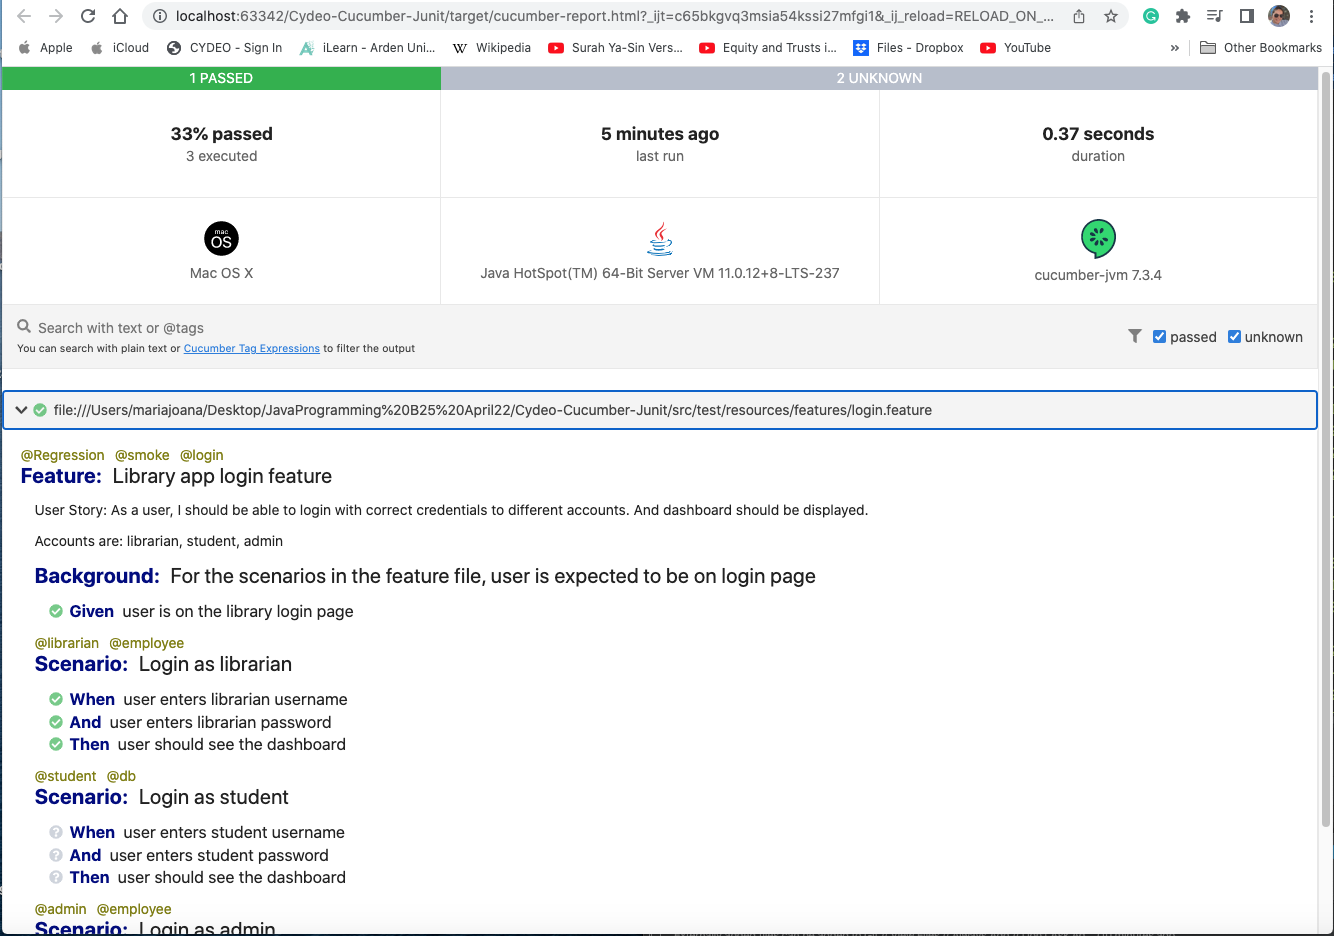 localhost:63342/Cydeo-Cucumber-Junit/target/cucumber-report.html?_ijt=c65bkgvq3msia54kssi27mfgi1&_ij_reload=RELOAD_ON_...
Apple iCloud CYDEO - Sign In iLearn - Arden Uni... Wikipedia Surah Ya-Sin Vers... Equity and Trusts i... Files - Dropbox YouTube » Other Bookmarks
1 PASSED 2 UNKNOWN
33% passed 5 minutes ago 0.37 seconds
3 executed last run duration
mac
OS
Mac OS X Java HotSpot(TM) 64-Bit Server VM 11.0.12+8-LTS-237 cucumber-jvm 7.3.4
Search with text or @tags
You can search with plain text or Cucumber Tag Expressions to filter the output
passed unknown
file:///Users/mariajoana/Desktop/JavaProgramming%20B25%20April22/Cydeo-Cucumber-Junit/src/test/resources/features/login.feature
@Regression @smoke @login
Feature: Library app login feature
User Story: As a user, I should be able to login with correct credentials to different accounts. And dashboard should be displayed.
Accounts are: librarian, student, admin
Background: For the scenarios in the feature file, user is expected to be on login page
Given user is on the library login page
@librarian @employee
Scenario: Login as librarian
When user enters librarian username
And user enters librarian password
Then user should see the dashboard
@student @db
Scenario: Login as student
When user enters student username
And user enters student password
Then user should see the dashboard
@admin @employee
Scenario: Login as admin